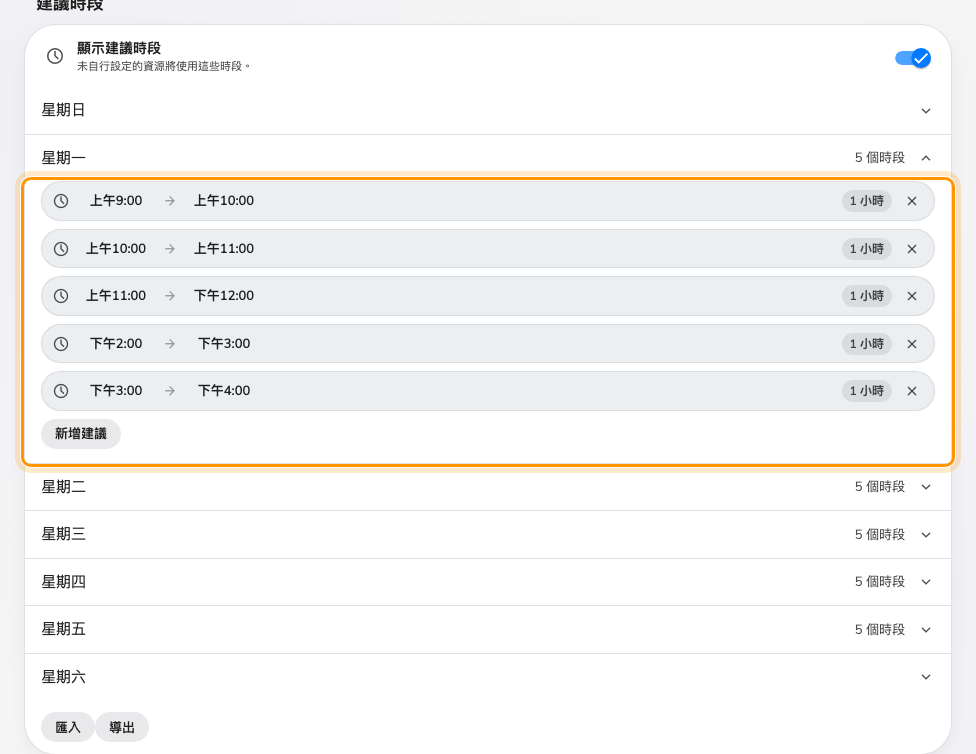 建議時段
顯示建議時段
未自行設定的資源將使用這些時段。
星期日
星期一 5 個時段
上午9:00 → 上午10:00 1 小時
上午10:00 → 上午11:00 1 小時
上午11:00 → 下午12:00 1 小時
下午2:00 → 下午3:00 1 小時
下午3:00 → 下午4:00 1 小時
新增建議
星期二 5 個時段
星期三 5 個時段
星期四 5 個時段
星期五 5 個時段
星期六
匯入 導出